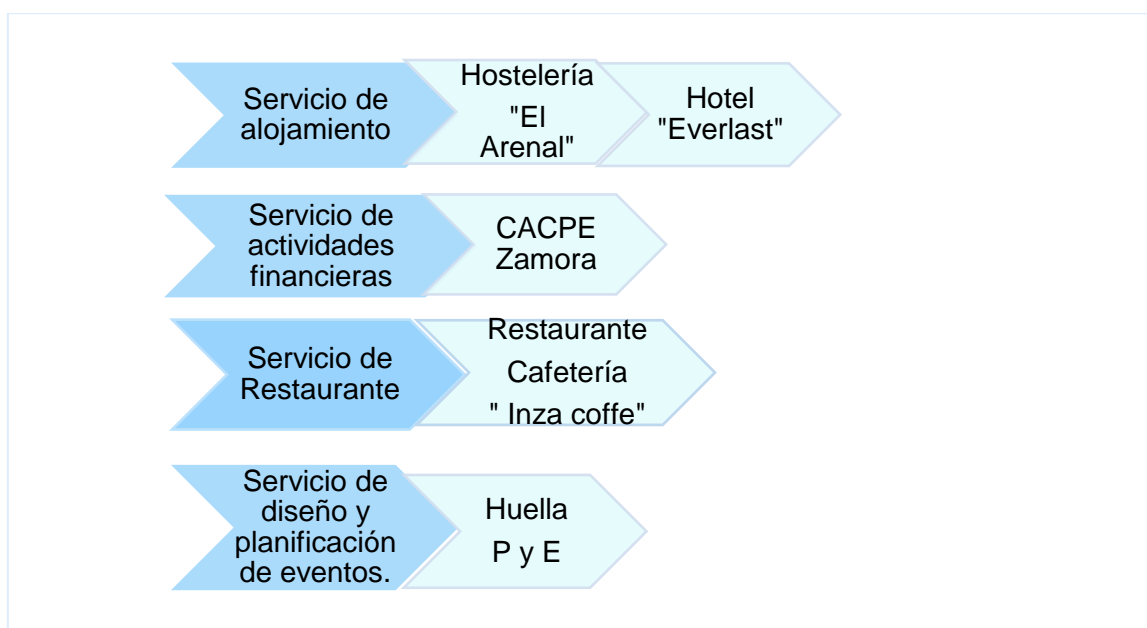 Servicio de
alojamiento
Hostelería
"El
Arenal"
Hotel
"Everlast"
Servicio de
actividades
financieras
CACPE
Zamora
Servicio de
Restaurante
Restaurante
Cafetería
" Inza coffe"
Servicio de
diseño y
planificación
de eventos.
Huella
P y E